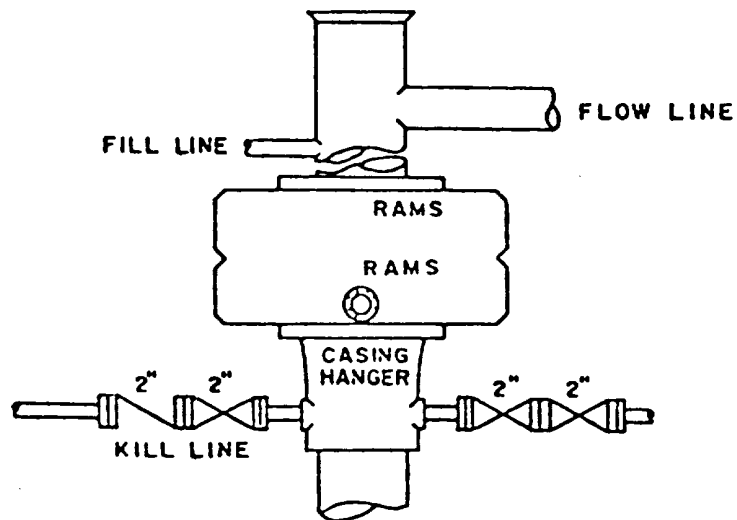 FLOW LINE
FILL LINE
RAMS
RAMS
CASING
HANGER
2" 2" 2" 2"
KILL LINE